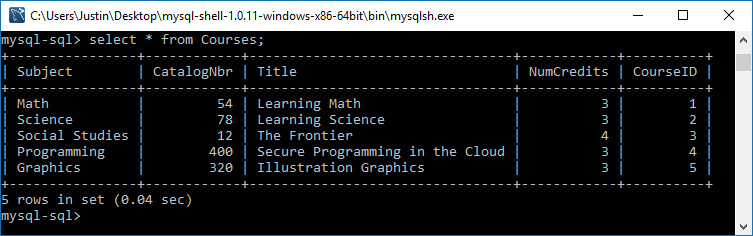 C:\Users\Justin\Desktop\mysql-shell-1.0.11-windows-x86-64bit\bin\mysqlsh.exe
mysql-sql> select * from Courses;
+----------------+------------+---------------------------------+------------+----------+
| Subject        | CatalogNbr | Title                           | NumCredits | CourseID |
+----------------+------------+---------------------------------+------------+----------+
| Math           |         54 | Learning Math                   |          3 |        1 |
| Science        |         78 | Learning Science                |          3 |        2 |
| Social Studies |         12 | The Frontier                    |          4 |        3 |
| Programming    |        400 | Secure Programming in the Cloud |          3 |        4 |
| Graphics       |        320 | Illustration Graphics           |          3 |        5 |
+----------------+------------+---------------------------------+------------+----------+
5 rows in set (0.04 sec)
mysql-sql>